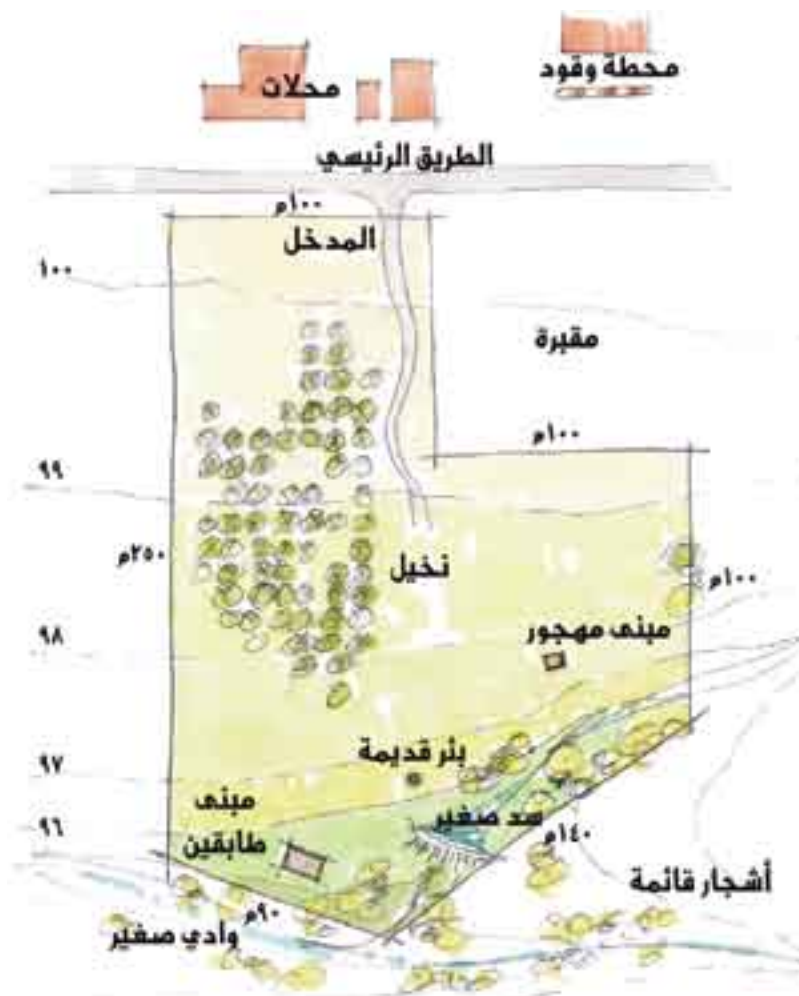 محطة وقود
محلات
الطريق الرئيسي
١٠٠م
المدخل
١٠٠
مقبرة
١٠٠م
٩٩
٢٥٠م
نخيل
١٠٠م
مبنى مهجور
٩٨
بئر قديمة
٩٧
مبنى
طابقين
سد صغير
٩٦
١٤٠م
أشجار قائمة
٩٠م
وادي صغير